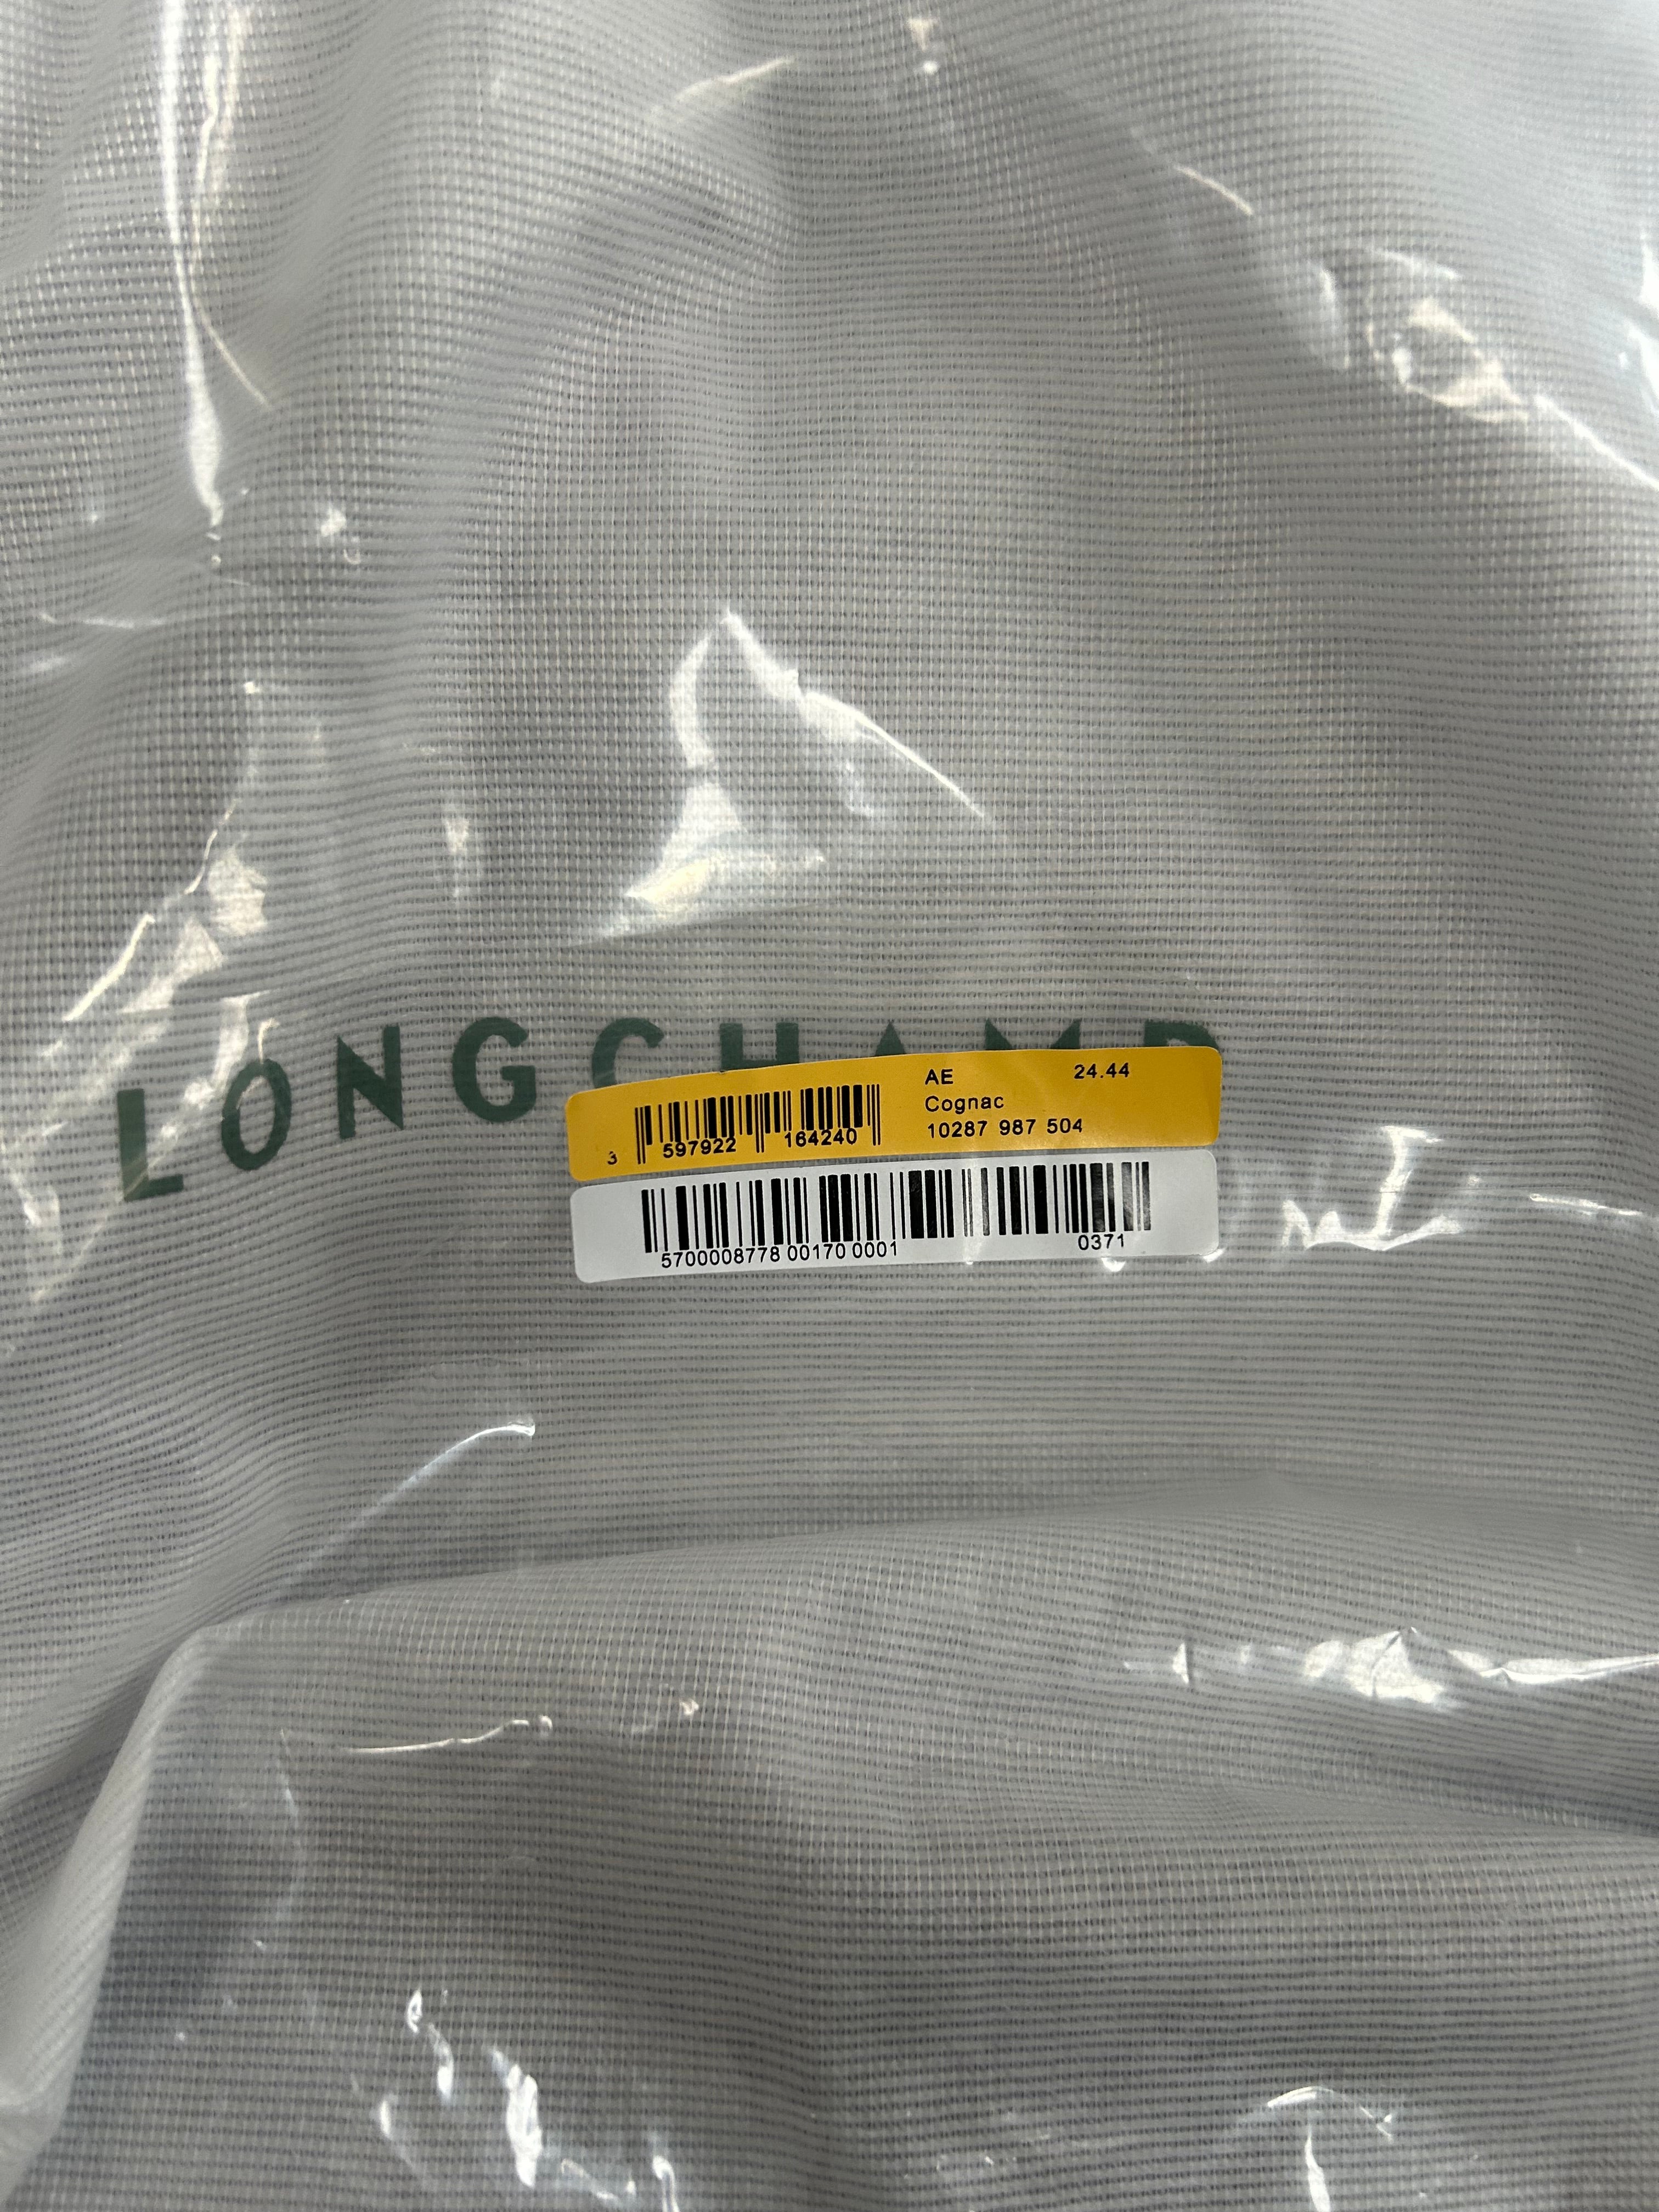 LONGCHAMP
AE 24.44
Cognac
10287 987 504
3 597922 164240
5700008778 00170 0001 0371